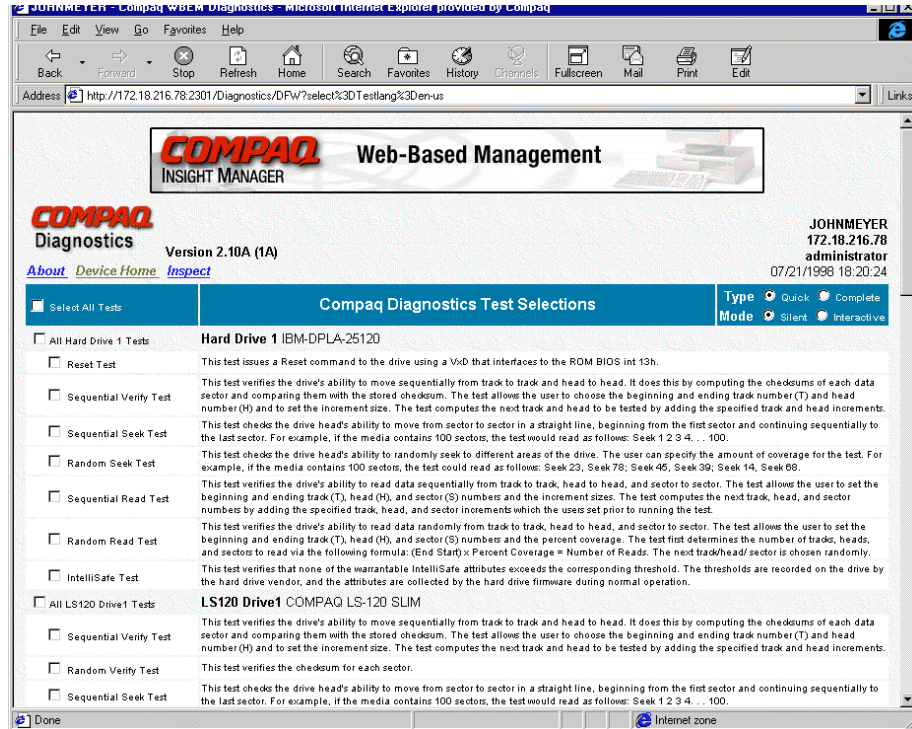 JOHNMEYER - Compaq WBEM Diagnostics - Microsoft Internet Explorer provided by Compaq
File Edit View Go Favorites Help
Back Forward Stop Refresh Home Search Favorites History Channels Fullscreen Mail Print Edit
Address http://172.18.216.78:2301/Diagnostics/DFW?select%3DTestlang%3Den-us Links
COMPAQ
INSIGHT MANAGER
Web-Based Management
COMPAQ
Diagnostics
Version 2.10A (1A)
About Device Home Inspect
JOHNMEYER
172.18.216.78
administrator
07/21/1998 18:20:24
Select All Tests
Compaq Diagnostics Test Selections
Type Quick Complete
Mode Silent Interactive
All Hard Drive 1 Tests
Hard Drive 1 IBM-DPLA-25120
Reset Test
This test issues a Reset command to the drive using a VxD that interfaces to the ROM BIOS int 13h.
Sequential Verify Test
This test verifies the drive's ability to move sequentially from track to track and head to head. It does this by computing the checksums of each data
sector and comparing them with the stored checksum. The test allows the user to choose the beginning and ending track number (T) and head
number (H) and to set the increment size. The test computes the next track and head to be tested by adding the specified track and head increments.
Sequential Seek Test
This test checks the drive head's ability to move from sector to sector in a straight line, beginning from the first sector and continuing sequentially to
the last sector. For example, if the media contains 100 sectors, the test would read as follows: Seek 1 2 3 4. . . 100.
Random Seek Test
This test checks the drive head's ability to randomly seek to different areas of the drive. The user can specify the amount of coverage for the test. For
example, if the media contains 100 sectors, the test could read as follows: Seek 23, Seek 78; Seek 45, Seek 39; Seek 14, Seek 68.
Sequential Read Test
This test verifies the drive's ability to read data sequentially from track to track, head to head, and sector to sector. The test allows the user to set the
beginning and ending track (T), head (H), and sector (S) numbers and the increment sizes. The test computes the next track, head, and sector
numbers by adding the specified track, head, and sector increments which the users set prior to running the test.
Random Read Test
This test verifies the drive's ability to read data randomly from track to track, head to head, and sector to sector. The test allows the user to set the
beginning and ending track (T), head (H), and sector (S) numbers and the percent coverage. The test first determines the number of tracks, heads,
and sectors to read via the following formula: (End Start) x Percent Coverage = Number of Reads. The next track/head/ sector is chosen randomly.
IntelliSafe Test
This test verifies that none of the warrantable IntelliSafe attributes exceeds the corresponding threshold. The thresholds are recorded on the drive by
the hard drive vendor, and the attributes are collected by the hard drive firmware during normal operation.
All LS120 Drive1 Tests
LS120 Drive1 COMPAQ LS-120 SLIM
Sequential Verify Test
This test verifies the drive's ability to move sequentially from track to track and head to head. It does this by computing the checksums of each data
sector and comparing them with the stored checksum. The test allows the user to choose the beginning and ending track number (T) and head
number (H) and to set the increment size. The test computes the next track and head to be tested by adding the specified track and head increments.
Random Verify Test
This test verifies the checksum for each sector.
Sequential Seek Test
This test checks the drive head's ability to move from sector to sector in a straight line, beginning from the first sector and continuing sequentially to
the last sector. For example, if the media contains 100 sectors, the test would read as follows: Seek 1 2 3 4. . . 100.
Done
Internet zone